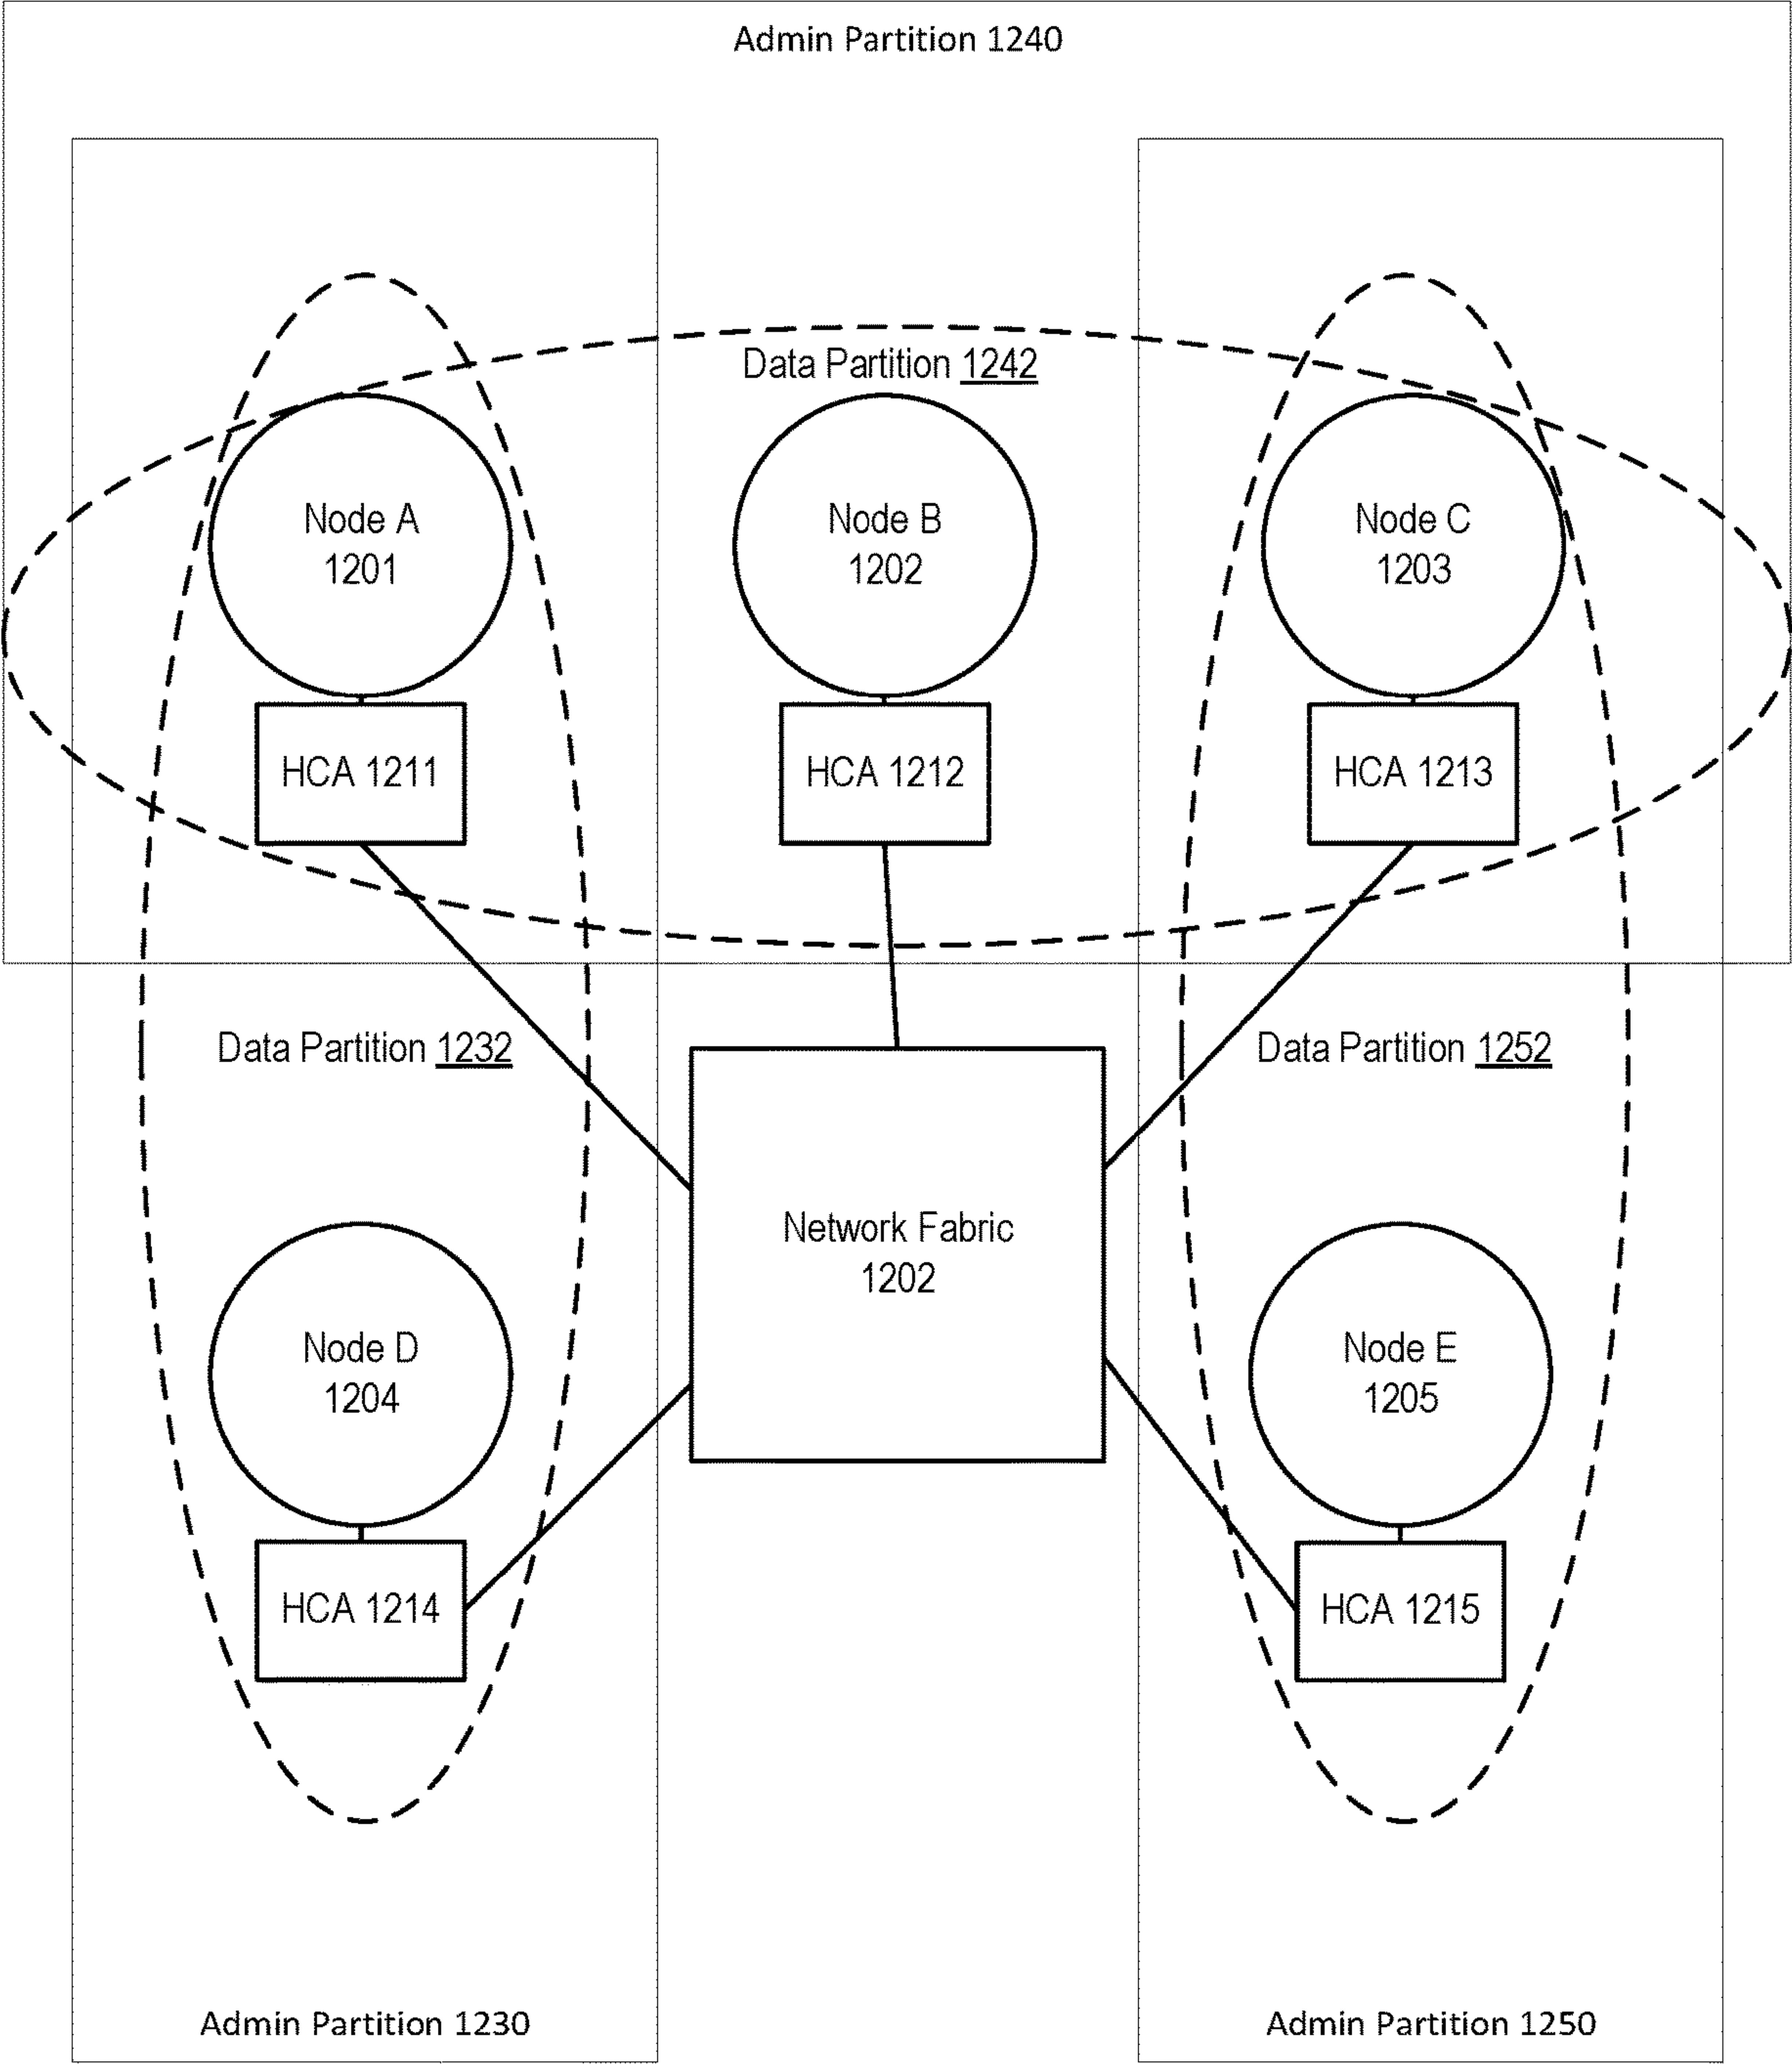 Admin Partition 1240
Data Partition 1242
Node A
1201
Node B
1202
Node C
1203
HCA 1211
HCA 1212
HCA 1213
Data Partition 1232
Data Partition 1252
Network Fabric
1202
Node D
1204
Node E
1205
HCA 1214
HCA 1215
Admin Partition 1230
Admin Partition 1250